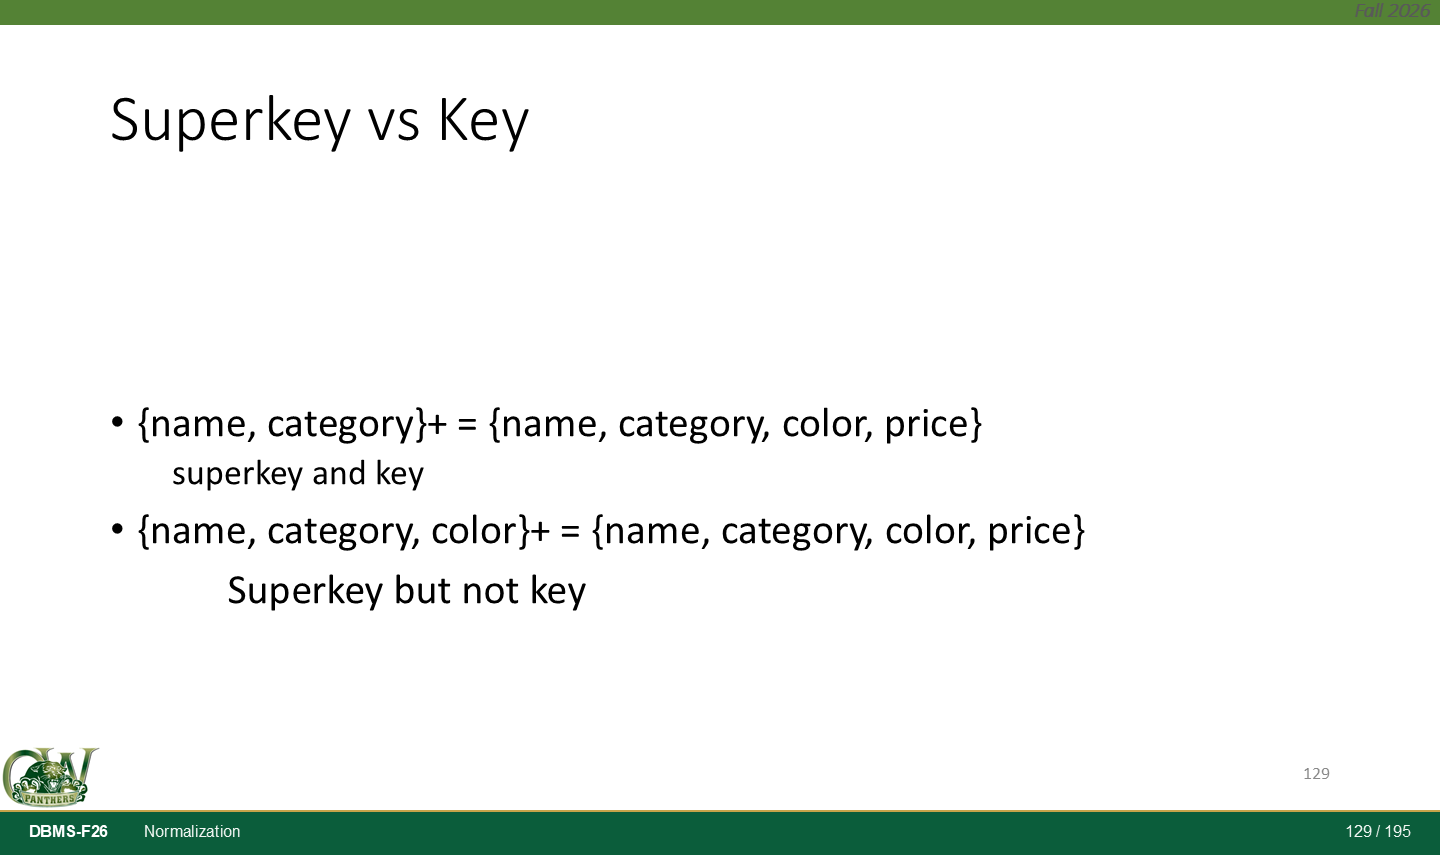 Fall 2026
Superkey vs Key
• {name, category}+ = {name, category, color, price}
superkey and key
• {name, category, color}+ = {name, category, color, price}
Superkey but not key
129
OW
PANTHERS
DBMS-F26 Normalization 129 / 195